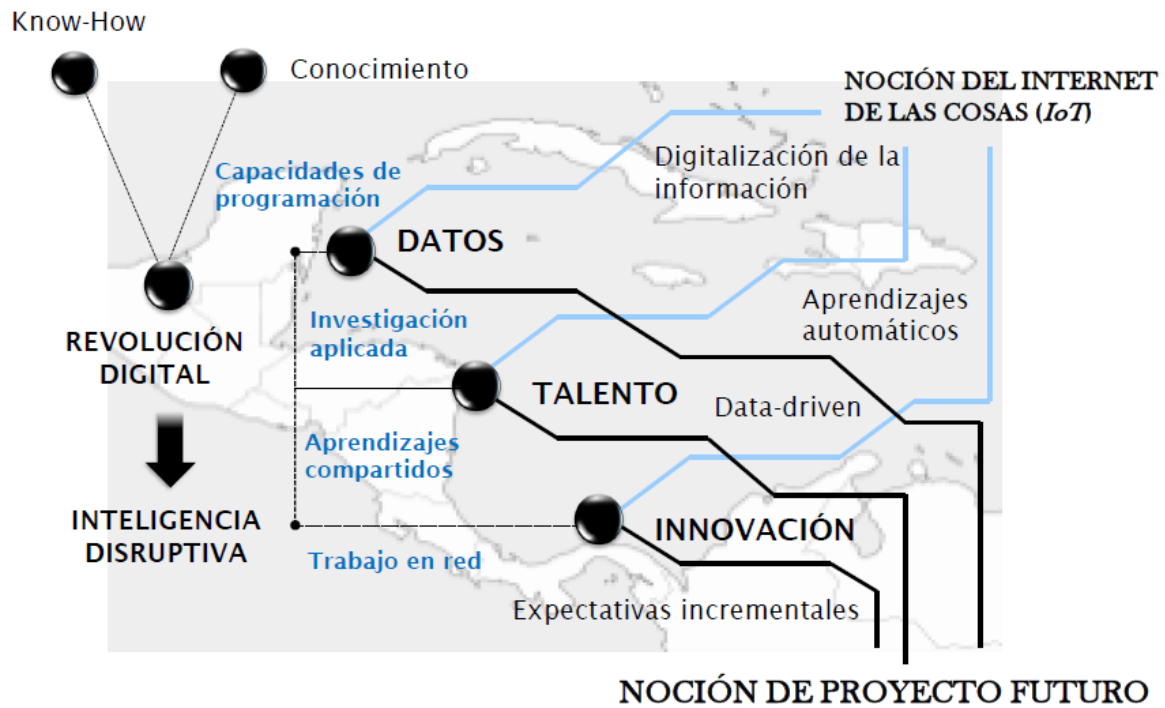 Know-How
Conocimiento
NOCIÓN DEL INTERNET
DE LAS COSAS (IoT)
Digitalización de la
información
Capacidades de
programación
DATOS
Aprendizajes
automáticos
Investigación
aplicada
REVOLUCIÓN
DIGITAL
TALENTO
Data-driven
Aprendizajes
compartidos
INTELIGENCIA
DISRUPTIVA
INNOVACIÓN
Trabajo en red
Expectativas incrementales
NOCIÓN DE PROYECTO FUTURO